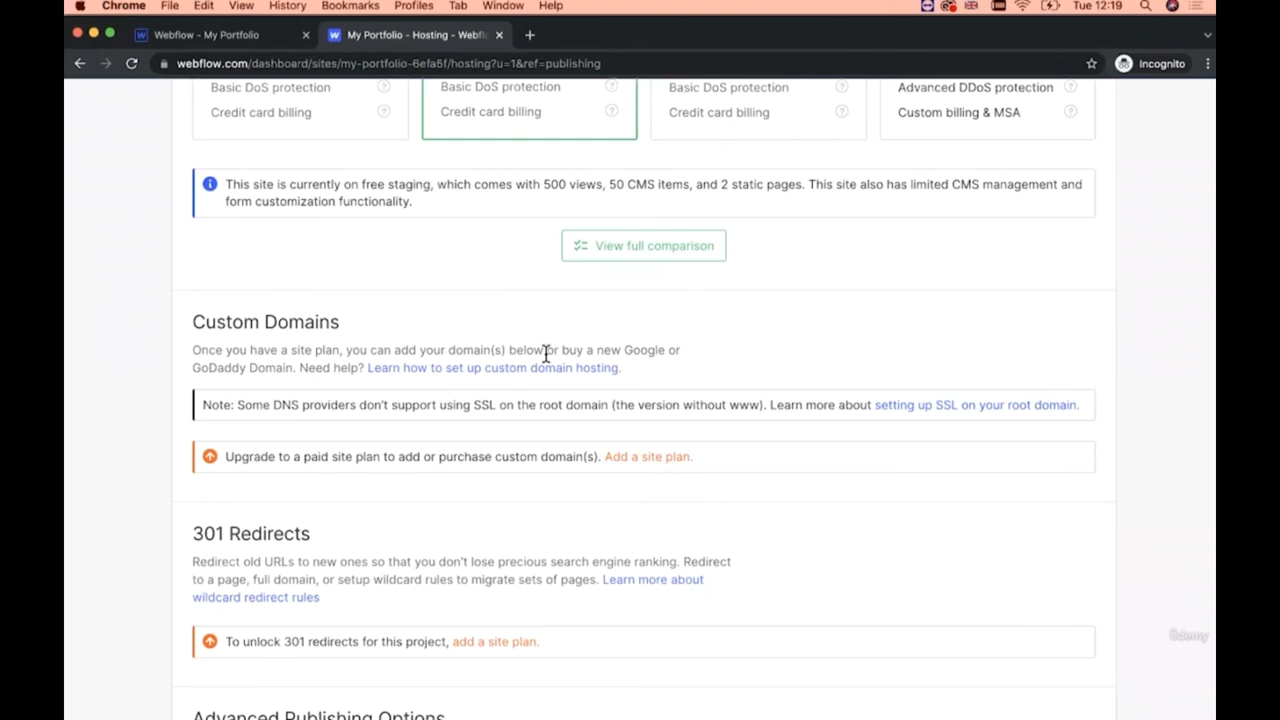 Chrome File Edit View History Bookmarks Profiles Tab Window Help Tue 12:19
Webflow - My Portfolio
My Portfolio - Hosting - Webfl
webflow.com/dashboard/sites/my-portfolio-6efa5f/hosting?u=1&ref=publishing
Incognito
Basic DoS protection
Basic DoS protection
Basic DoS protection
Advanced DDoS protection
Credit card billing
Credit card billing
Credit card billing
Custom billing & MSA
This site is currently on free staging, which comes with 500 views, 50 CMS items, and 2 static pages. This site also has limited CMS management and
form customization functionality.
View full comparison
Custom Domains
Once you have a site plan, you can add your domain(s) below or buy a new Google or
GoDaddy Domain. Need help? Learn how to set up custom domain hosting.
Note: Some DNS providers don't support using SSL on the root domain (the version without www). Learn more about setting up SSL on your root domain.
Upgrade to a paid site plan to add or purchase custom domain(s). Add a site plan.
301 Redirects
Redirect old URLs to new ones so that you don't lose precious search engine ranking. Redirect
to a page, full domain, or setup wildcard rules to migrate sets of pages. Learn more about
wildcard redirect rules
To unlock 301 redirects for this project, add a site plan.
ûdemy
Advanced Publishing Options